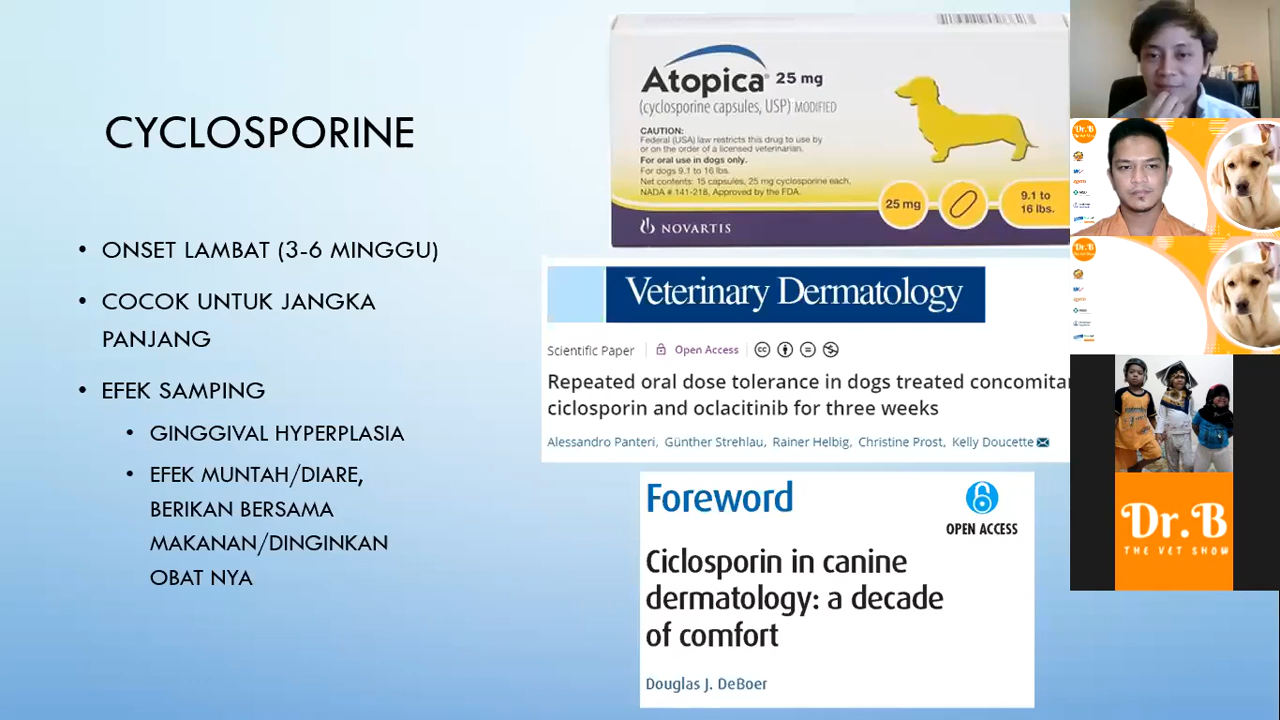 CYCLOSPORINE
• ONSET LAMBAT (3-6 MINGGU)
• COCOK UNTUK JANGKA
PANJANG
• EFEK SAMPING
• GINGGIVAL HYPERPLASIA
• EFEK MUNTAH/DIARE,
BERIKAN BERSAMA
MAKANAN/DINGINKAN
OBAT NYA
Atopica® 25 mg
(cyclosporine capsules, USP) MODIFIED
CAUTION:
Federal (USA) law restricts this drug to use by
or on the order of a licensed veterinarian.
For oral use in dogs only.
For dogs 9.1 to 16 lbs.
Net contents: 15 capsules, 25 mg cyclosporine each.
NADA # 141-218, Approved by the FDA.
25 mg
9.1 to
16 lbs.
NOVARTIS
Veterinary Dermatology
Scientific Paper
Open Access
Repeated oral dose tolerance in dogs treated concomitan
ciclosporin and oclacitinib for three weeks
Alessandro Panteri, Günther Strehlau, Rainer Helbig, Christine Prost, Kelly Doucette
Foreword
OPEN ACCESS
Ciclosporin in canine
dermatology: a decade
of comfort
Douglas J. DeBoer
Dr.B
Dr.B
Dr.B
THE VET SHOW